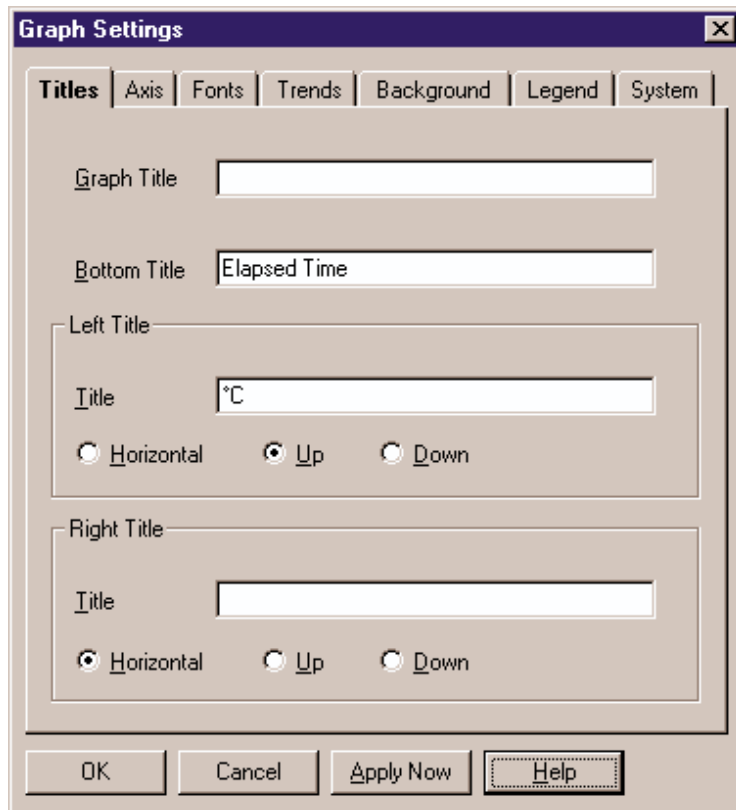 Graph Settings
Titles Axis Fonts Trends Background Legend System
Graph Title
Bottom Title Elapsed Time
Left Title
Title °C
Horizontal Up Down
Right Title
Title
Horizontal Up Down
OK Cancel Apply Now Help